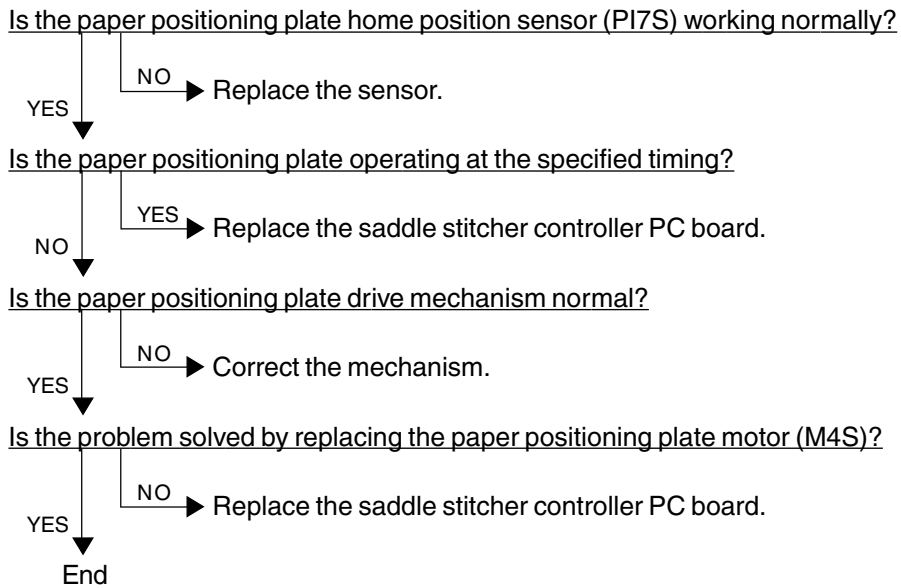 Is the paper positioning plate home position sensor (PI7S) working normally?
NO
Replace the sensor.
YES
Is the paper positioning plate operating at the specified timing?
YES
Replace the saddle stitcher controller PC board.
NO
Is the paper positioning plate drive mechanism normal?
NO
Correct the mechanism.
YES
Is the problem solved by replacing the paper positioning plate motor (M4S)?
NO
Replace the saddle stitcher controller PC board.
YES
End